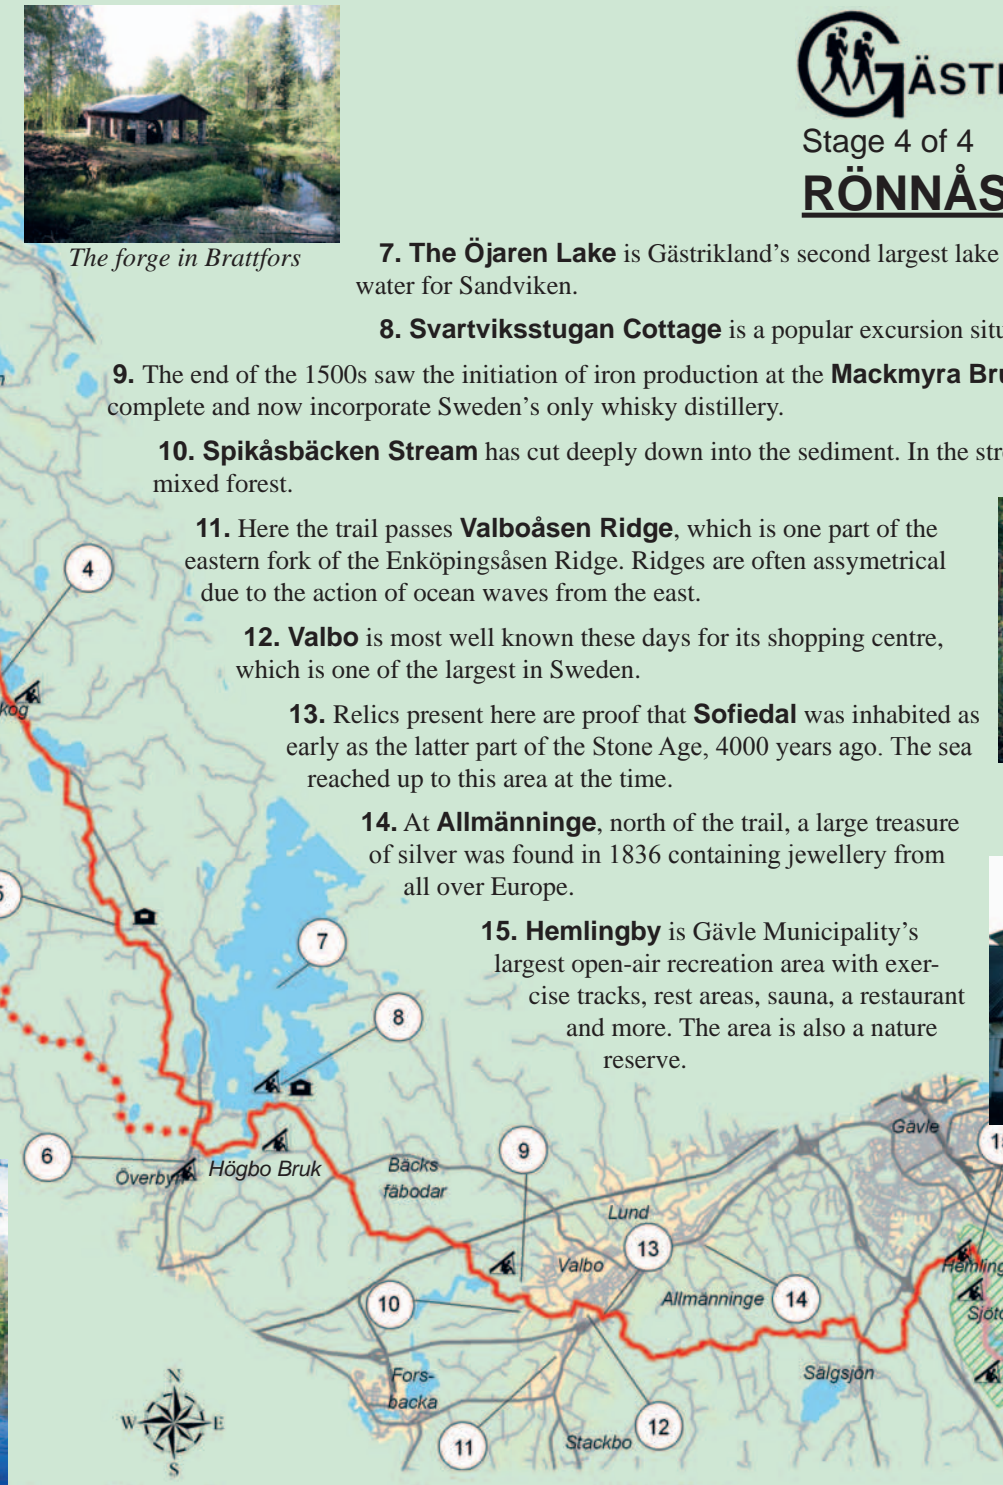 ÄSTR
Stage 4 of 4
RÖNNÅS
The forge in Brattfors
7. The Öjaren Lake is Gästrikland's second largest lake
water for Sandviken.
8. Svartviksstugan Cottage is a popular excursion situ
9. The end of the 1500s saw the initiation of iron production at the Mackmyra Bru
complete and now incorporate Sweden's only whisky distillery.
10. Spikåsbäcken Stream has cut deeply down into the sediment. In the stre
mixed forest.
11. Here the trail passes Valboåsen Ridge, which is one part of the
eastern fork of the Enköpingsåsen Ridge. Ridges are often assymetrical
due to the action of ocean waves from the east.
12. Valbo is most well known these days for its shopping centre,
which is one of the largest in Sweden.
13. Relics present here are proof that Sofiedal was inhabited as
early as the latter part of the Stone Age, 4000 years ago. The sea
reached up to this area at the time.
14. At Allmänninge, north of the trail, a large treasure
of silver was found in 1836 containing jewellery from
all over Europe.
15. Hemlingby is Gävle Municipality's
largest open-air recreation area with exer-
cise tracks, rest areas, sauna, a restaurant
and more. The area is also a nature
reserve.
4
kog
5
7
8
6
Överbyn
Högbo Bruk
Bäcks
fäbodar
9
Gävle
15
Lund
13
Valbo
Hemling
10
Allmänninge
14
Sjötor
Sälgsjön
Fors-
backa
N
W
E
S
11
Stackbo
12